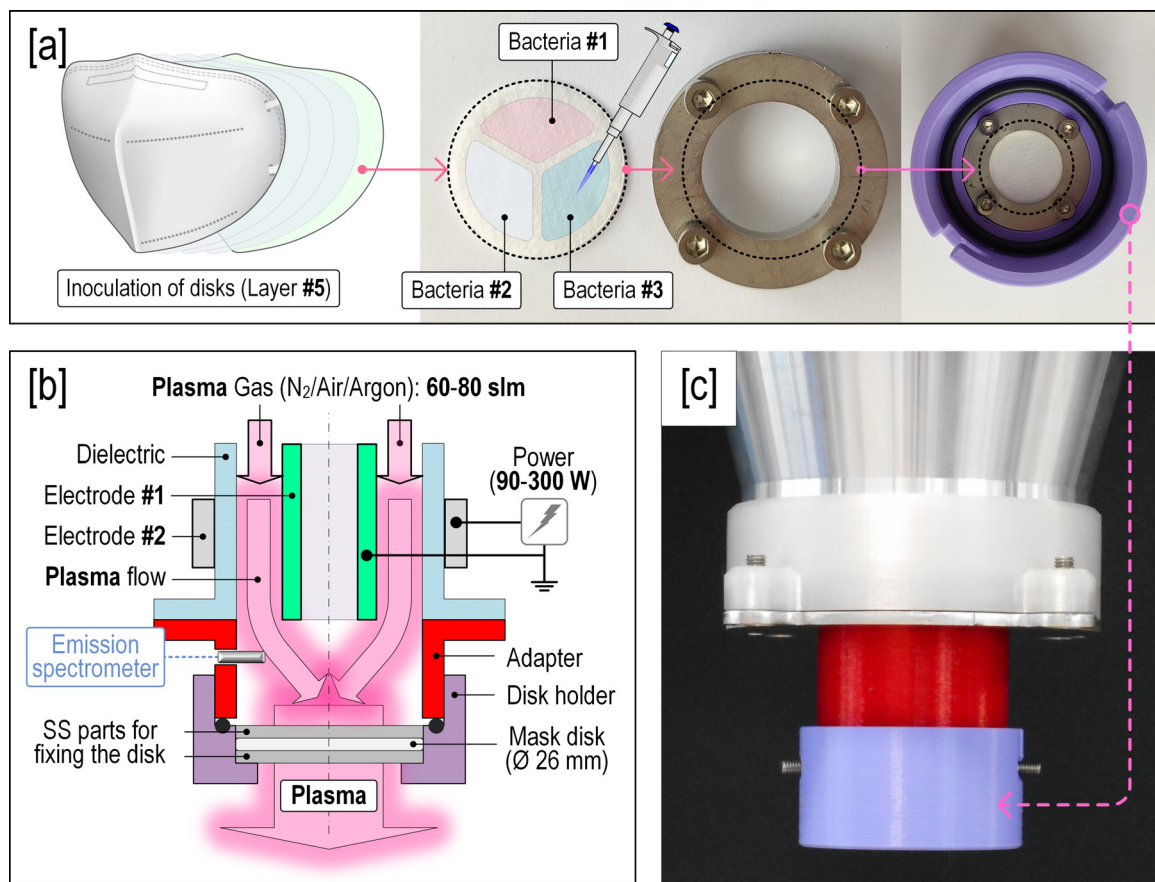 [a]
Bacteria #1
Inoculation of disks (Layer #5)
Bacteria #2
Bacteria #3
[b]
Plasma Gas (N₂/Air/Argon): 60-80 slm
Dielectric
Electrode #1
Electrode #2
Plasma flow
Power
(90-300 W)
Emission
spectrometer
Adapter
Disk holder
SS parts for
fixing the disk
Mask disk
(Ø 26 mm)
Plasma
[c]